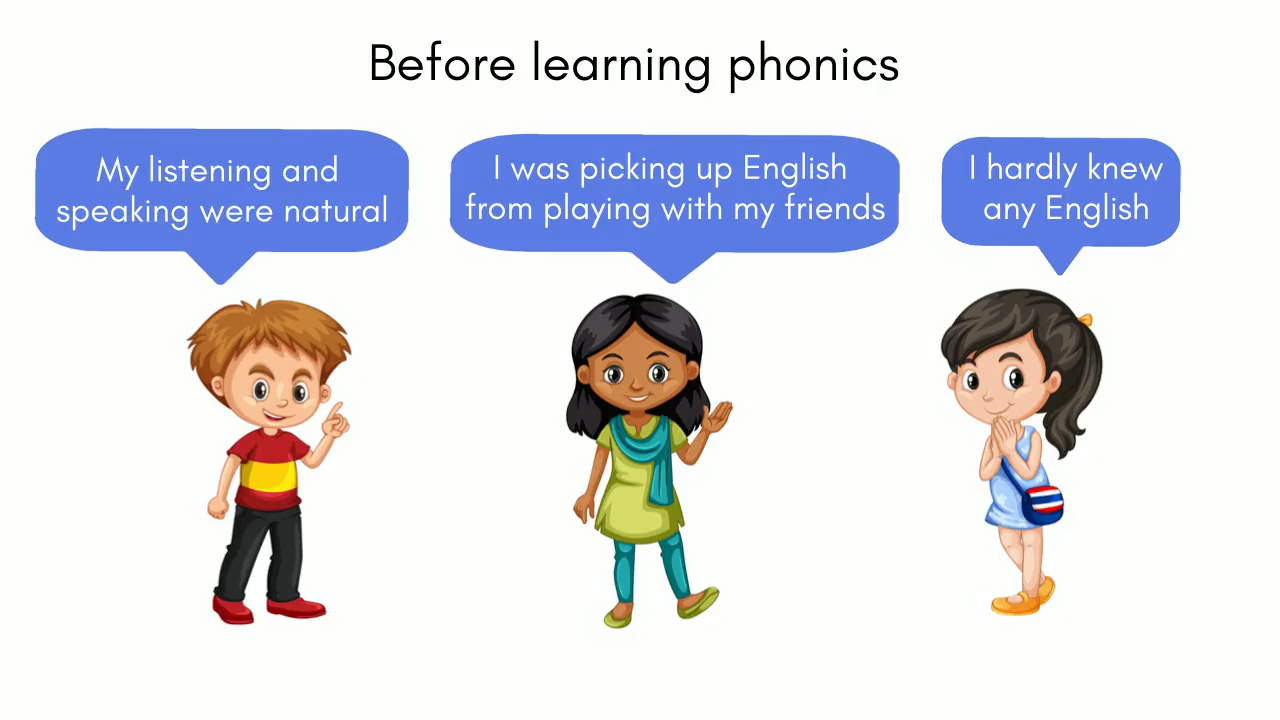 Before learning phonics
My listening and
speaking were natural
I was picking up English
from playing with my friends
I hardly knew
any English